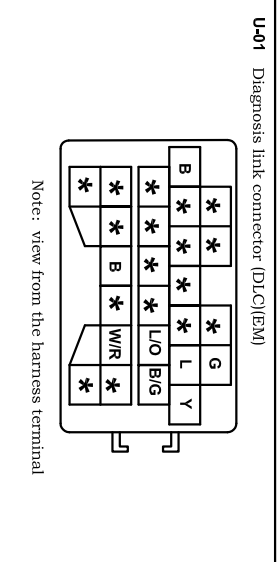 U-01 Diagnosis link connector (DLC)(EM)
* * * G
B * * * * L Y
* * * * L/O B/G
* * B * W/R *
* *
Note: view from the harness terminal